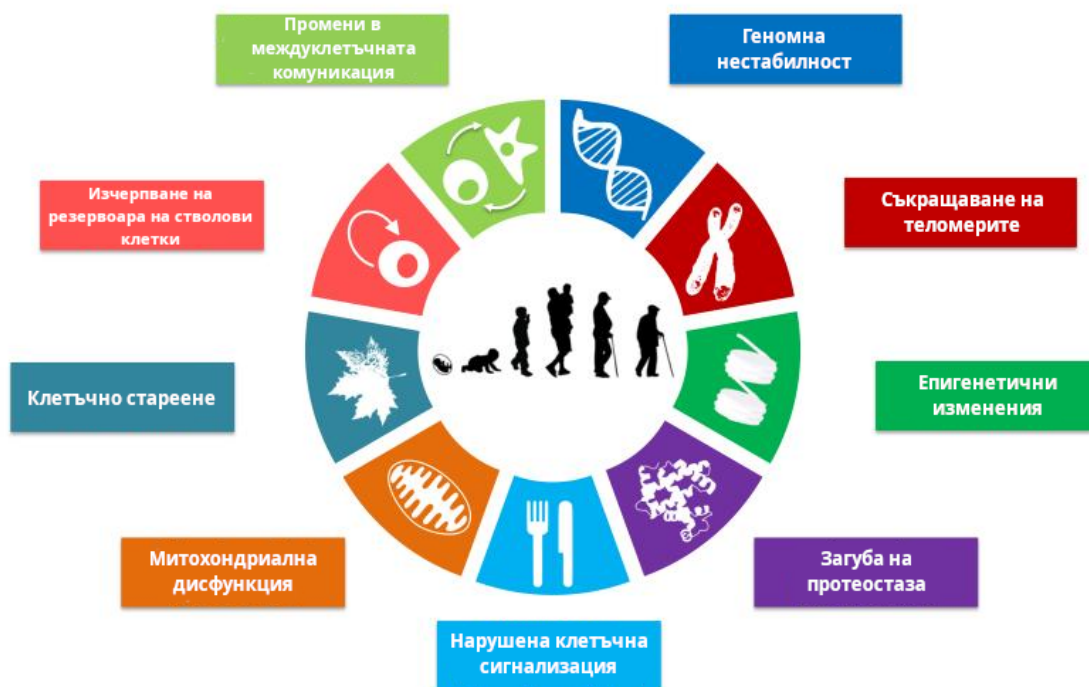 Промени в
междуклетъчната
комуникация
Геномна
нестабилност
Изчерпване на
резервоара на стволови
клетки
Съкращаване на
теломерите
Клетъчно стареене
Епигенетични
изменения
Митохондриална
дисфункция
Загуба на
протеостаза
Нарушена клетъчна
сигнализация